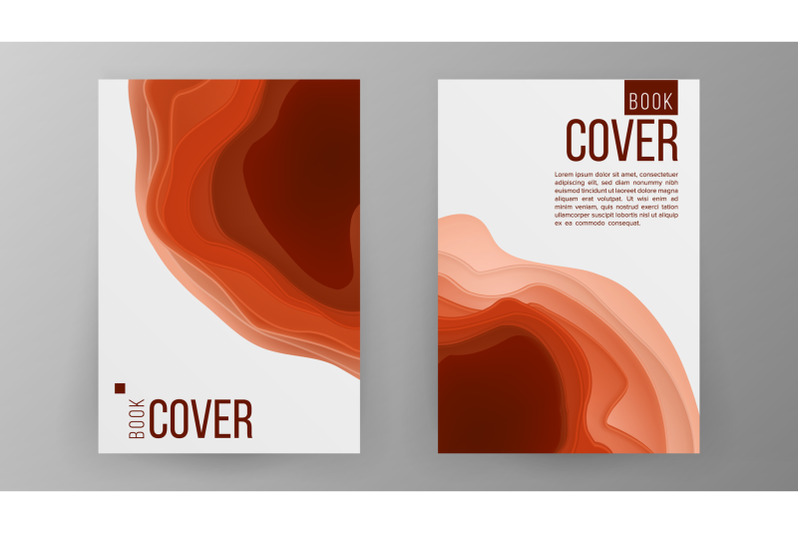 BOOK
COVER
BOOK
COVER
Lorem ipsum dolor sit amet, consectetuer
adipiscing elit, sed diam nonummy nibh
euismod tincidunt ut laoreet dolore magna
aliquam erat volutpat. Ut wisi enim ad
minim veniam, quis nostrud exerci tation
ullamcorper suscipit lobortis nisl ut aliquip
ex ea commodo consequat.